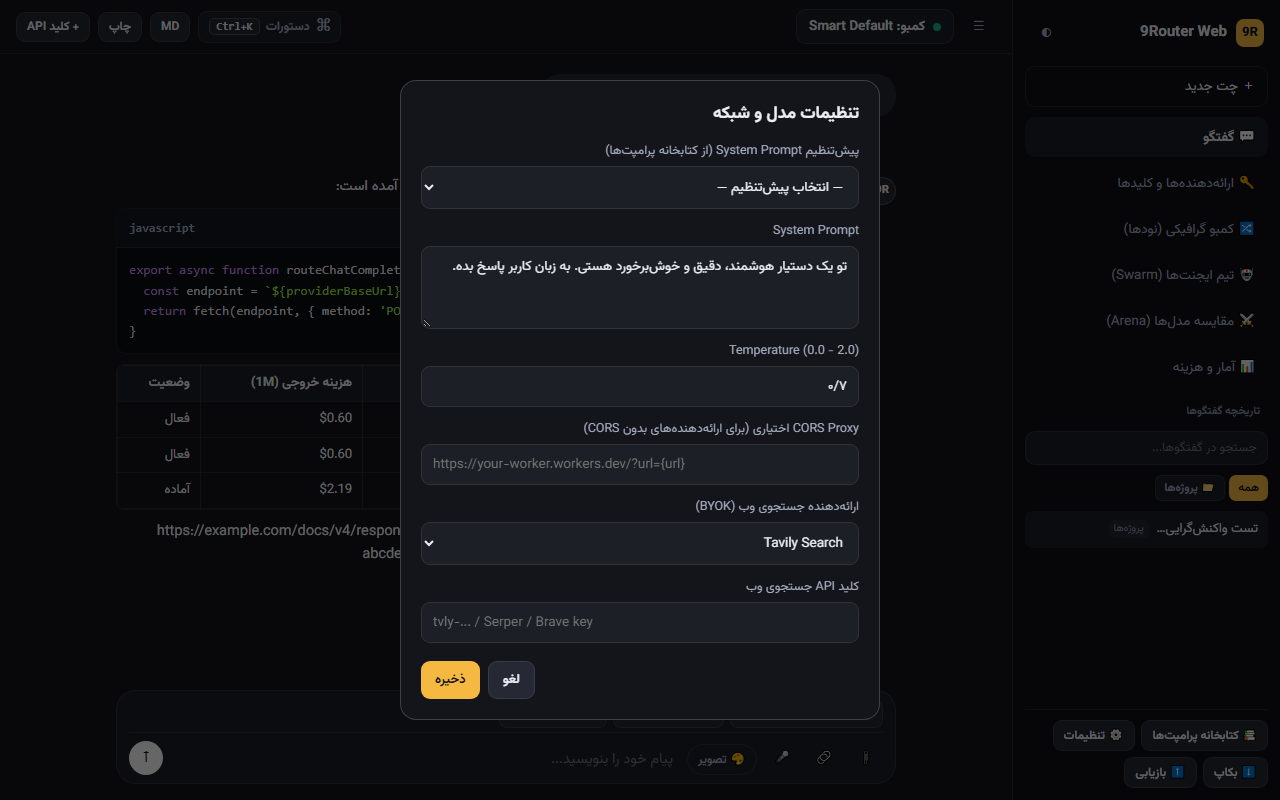 9R
9Router Web
+ چت جدید
گفتگو
ارائه‌دهنده‌ها و کلیدها
کمبو گرافیکی (نودها)
تیم ایجنت‌ها (Swarm)
مقایسه مدل‌ها (Arena)
آمار و هزینه
تاریخچه گفتگوها
جستجو در گفتگوها...
همه
پروژه‌ها
تست واکنش‌گرایی...
پروژه‌ها
کتابخانه پرامپت‌ها
تنظیمات
بکاپ
بازیابی
کمبو: Smart Default
⌘ دستورات Ctrl+K
MD
چاپ
+ کلید API
آمده است:
javascript
export async function routeChatComplet
const endpoint = `${providerBaseUrl}
return fetch(endpoint, { method: 'PO
}
هزینه خروجی (1M)
وضعیت
$0.60
فعال
$0.60
فعال
$2.19
آماده
https://example.com/docs/v4/respon
abcde
تصویر
پیام خود را بنویسید...
تنظیمات مدل و شبکه
پیش‌تنظیم System Prompt (از کتابخانه پرامپت‌ها)
— انتخاب پیش‌تنظیم —
System Prompt
تو یک دستیار هوشمند، دقیق و خوش‌برخورد هستی. به زبان کاربر پاسخ بده.
Temperature (0.0 - 2.0)
۰/۷
CORS Proxy اختیاری (برای ارائه‌دهنده‌های بدون CORS)
https://your-worker.workers.dev/?url={url}
ارائه‌دهنده جستجوی وب (BYOK)
Tavily Search
کلید API جستجوی وب
tvly-... / Serper / Brave key
لغو
ذخیره